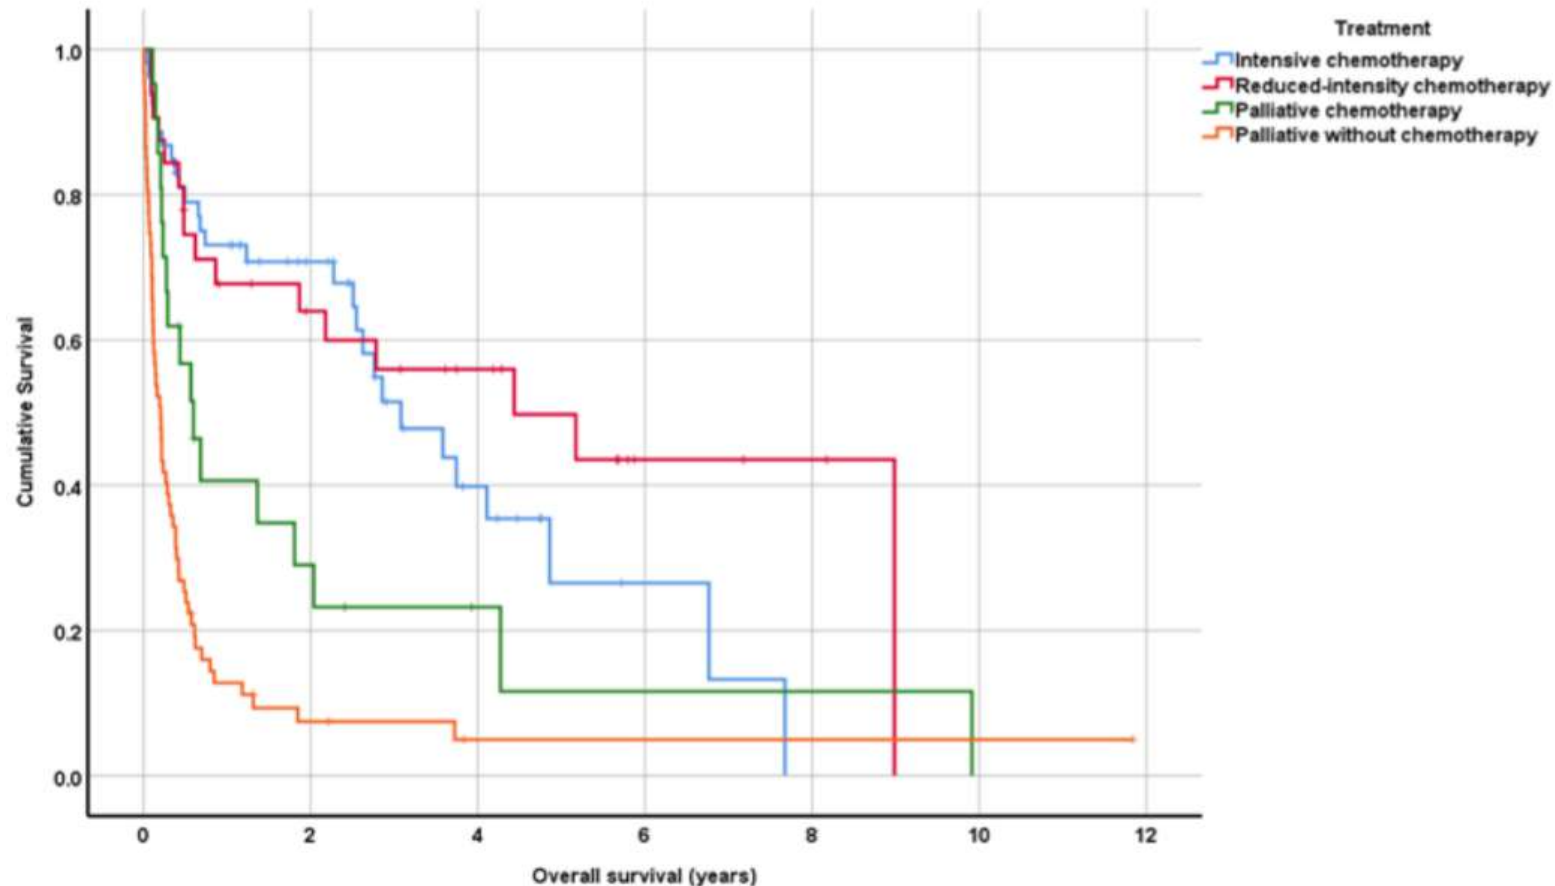 Treatment
Intensive chemotherapy
Reduced-intensity chemotherapy
Palliative chemotherapy
Palliative without chemotherapy
Cumulative Survival
1.0
0.8
0.6
0.4
0.2
0.0
0 2 4 6 8 10 12
Overall survival (years)